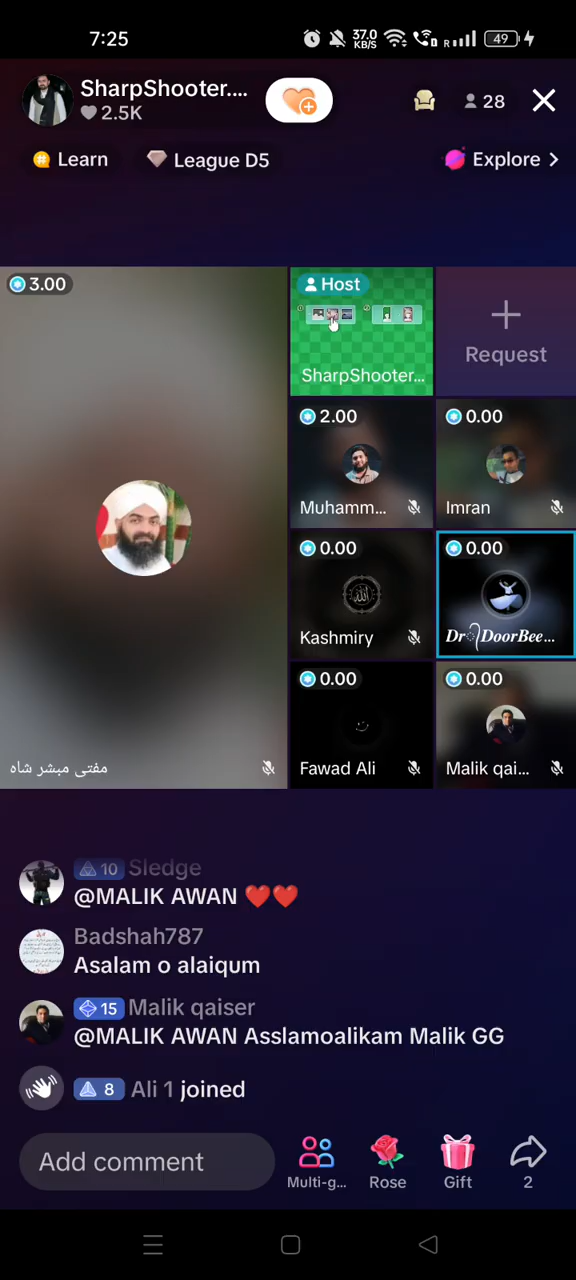 7:25
37.0
KB/S
R
49
SharpShooter....
2.5K
28
Learn
League D5
Explore >
3.00
Host
SharpShooter...
Request
2.00
Muhamm...
0.00
Imran
0.00
Kashmiry
0.00
DoorBee...
0.00
Fawad Ali
0.00
Malik qai...
مفتی مبشر شاہ
10 Sledge
@MALIK AWAN ❤️❤️
Badshah787
Asalam o alaiqum
15 Malik qaiser
@MALIK AWAN Asslamoalikam Malik GG
8 Ali 1 joined
Add comment
Multi-g...
Rose
Gift
2